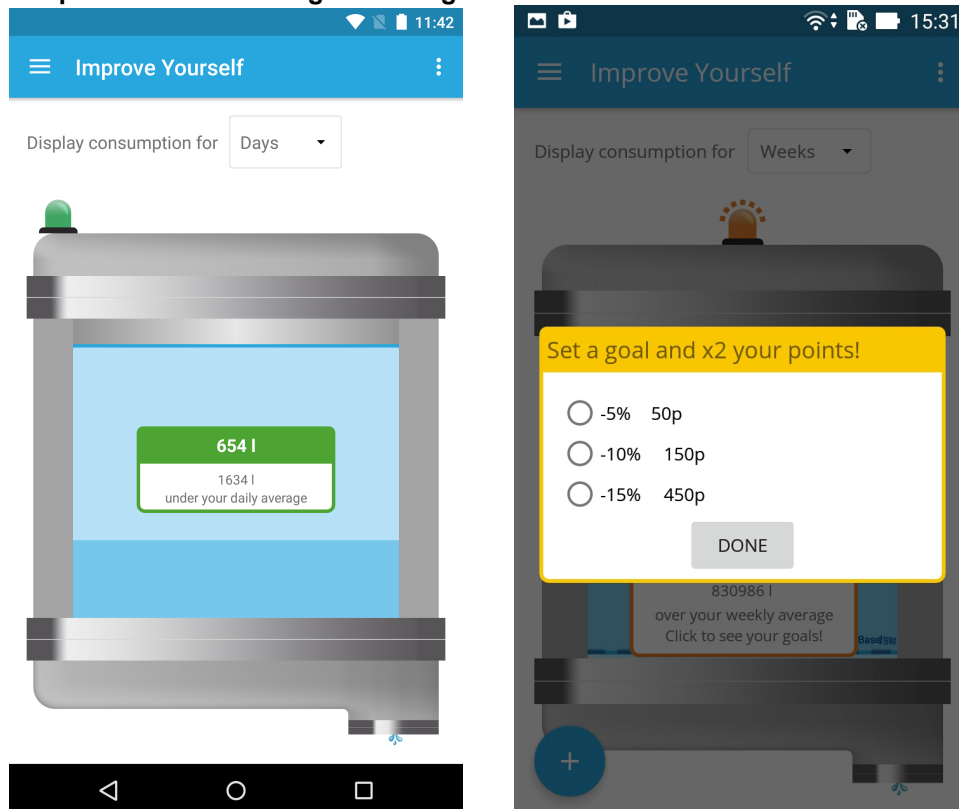 11:42
Improve Yourself
Display consumption for Days
654 l
1634 l
under your daily average
15:31
Improve Yourself
Display consumption for Weeks
Set a goal and x2 your points!
-5% 50p
-10% 150p
-15% 450p
DONE
830986 l
over your weekly average
Click to see your goals!
+